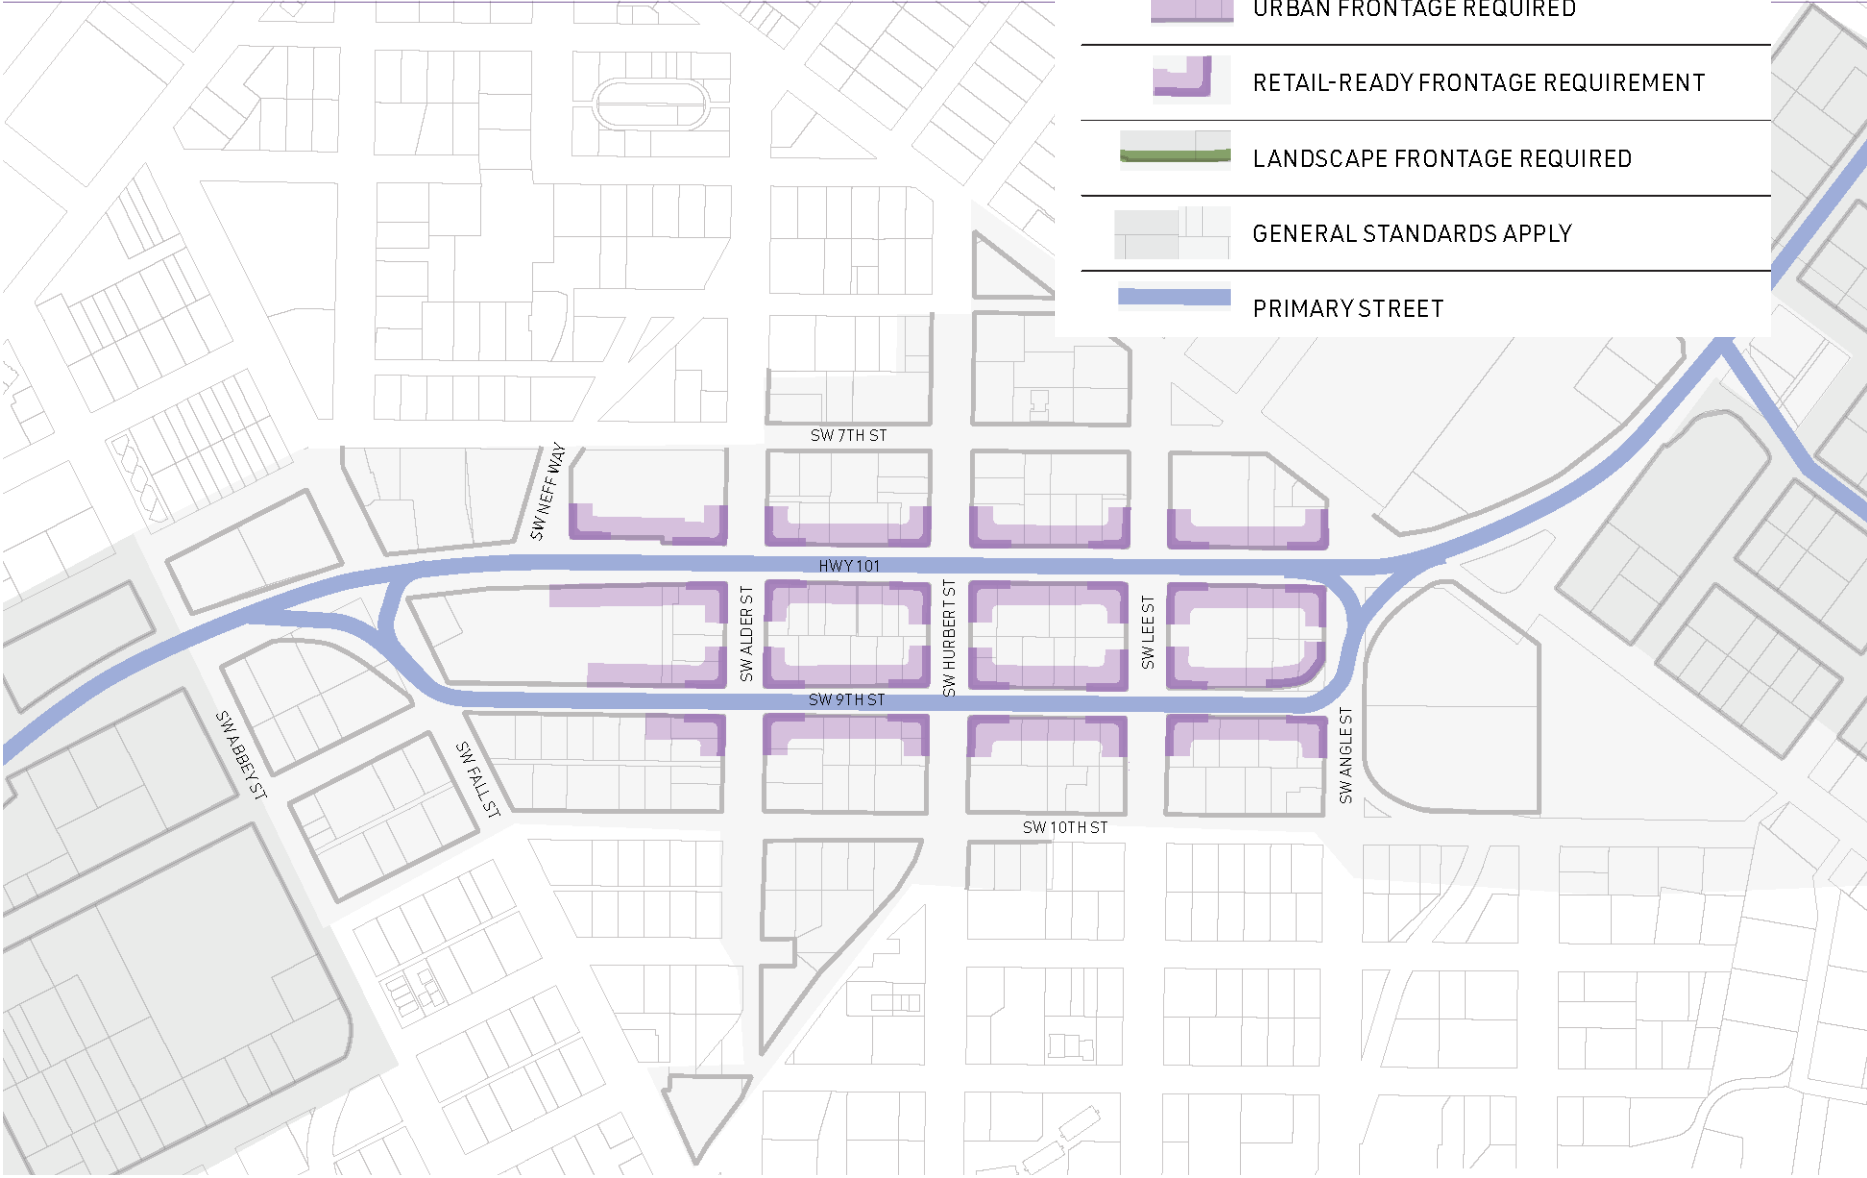 URBAN FRONTAGE REQUIRED
RETAIL-READY FRONTAGE REQUIREMENT
LANDSCAPE FRONTAGE REQUIRED
GENERAL STANDARDS APPLY
PRIMARY STREET
SW 7TH ST
SW NEFF WAY
HWY 101
SW ALDER ST
SW HURBERT ST
SW LEE ST
SW 9TH ST
SW ABBEY ST
SW FALL ST
SW ANGLE ST
SW 10TH ST